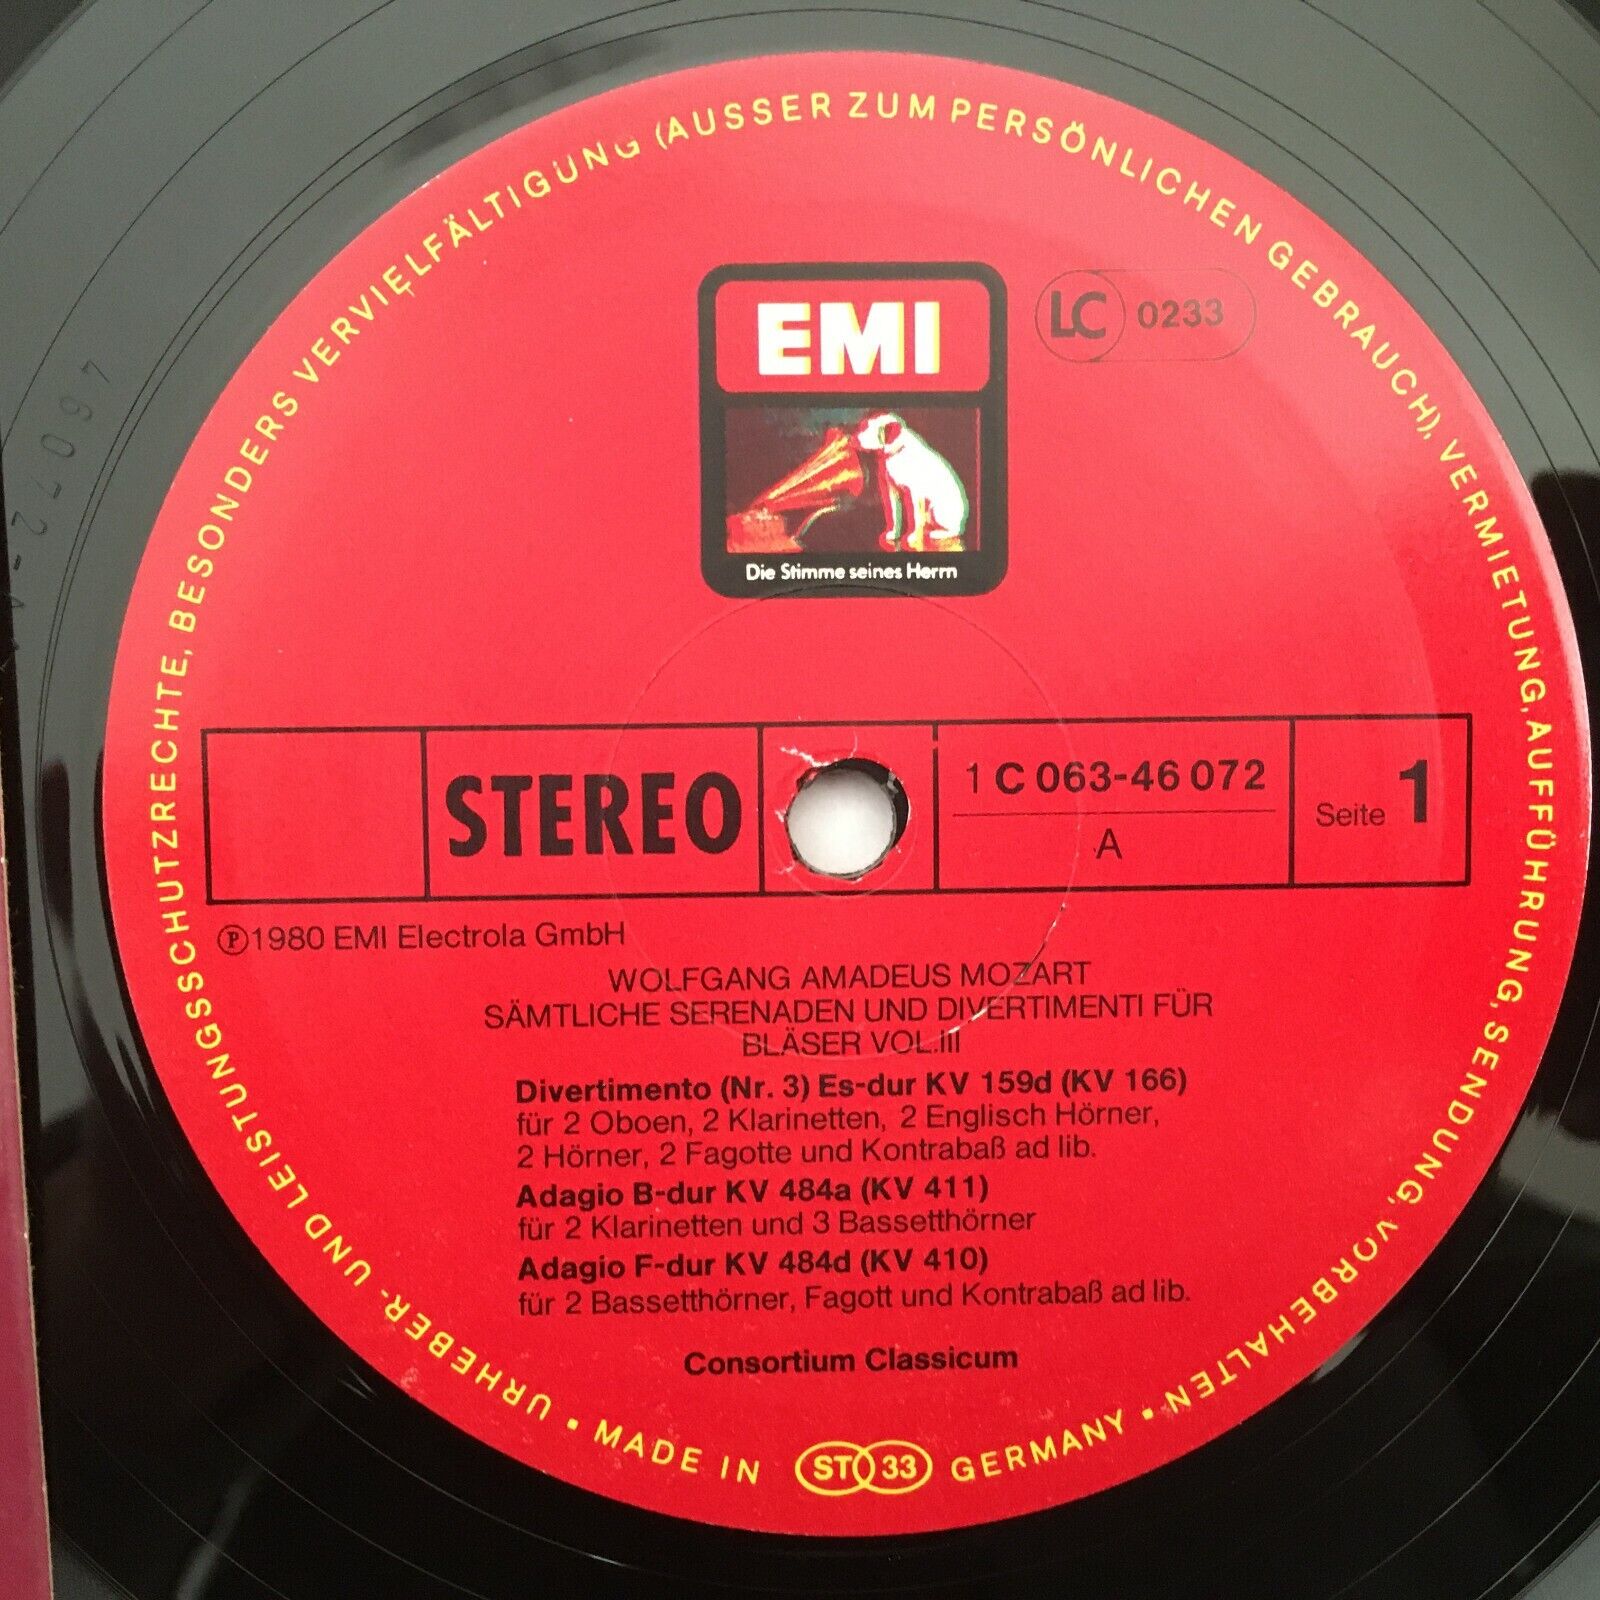 URHEBER- UND LEISTUNGSSCHUTZRECHTE, BESONDERS VERVIELFÄLTIGUNG (AUSSER ZUM PERSÖNLICHEN GEBRAUCH), VERMIETUNG, AUFFÜHRUNG, SENDUNG, VORBEHALTEN •
EMI
LC 0233
Die Stimme seines Herrn
STEREO
1 C 063-46 072
A
Seite 1
Ⓟ1980 EMI Electrola GmbH
WOLFGANG AMADEUS MOZART
SÄMTLICHE SERENADEN UND DIVERTIMENTI FÜR
BLÄSER VOL.III
Divertimento (Nr. 3) Es-dur KV 159d (KV 166)
für 2 Oboen, 2 Klarinetten, 2 Englisch Hörner,
2 Hörner, 2 Fagotte und Kontrabaß ad lib.
Adagio B-dur KV 484a (KV 411)
für 2 Klarinetten und 3 Bassetthörner
Adagio F-dur KV 484d (KV 410)
für 2 Bassetthörner, Fagott und Kontrabaß ad lib.
Consortium Classicum
• MADE IN ST 33 GERMANY